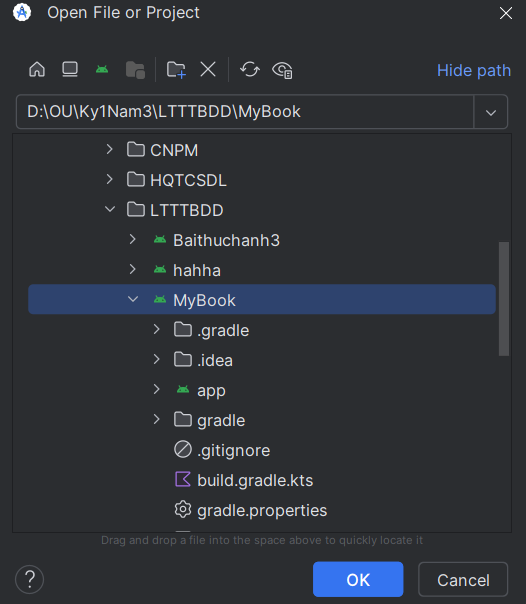 Open File or Project
Hide path
D:\OU\Ky1Nam3\LTTTBDD\MyBook
CNPM
HQTCSDL
LTTTBDD
Baithuchanh3
hahha
MyBook
.gradle
.idea
app
gradle
.gitignore
build.gradle.kts
gradle.properties
Drag and drop a file into the space above to quickly locate it
?
OK
Cancel